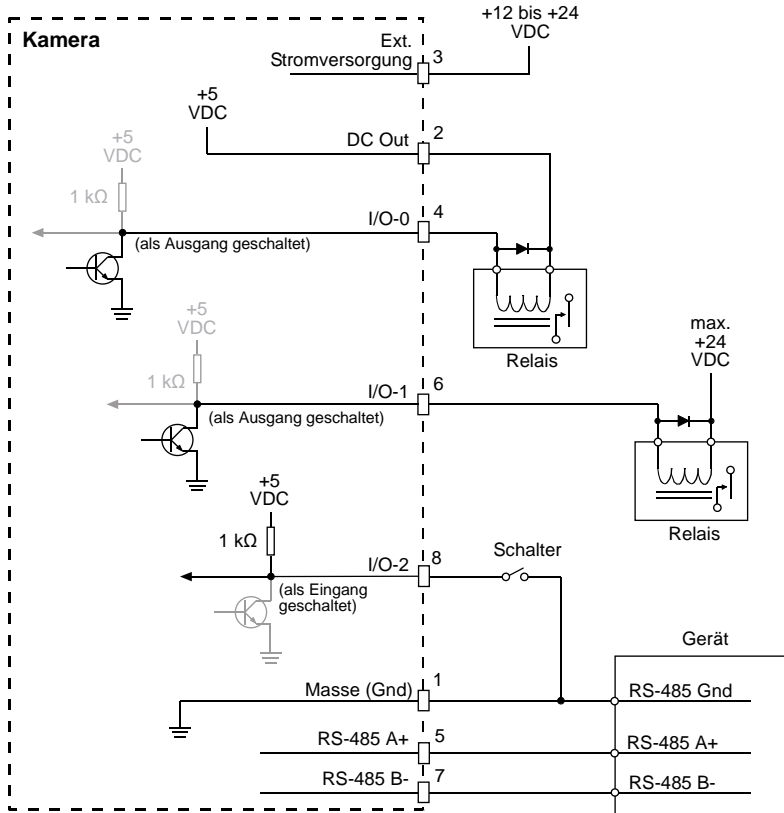 +12 bis +24
VDC
Kamera
Ext.
Stromversorgung
3
+5
VDC
DC Out
2
+5
VDC
1 kΩ
I/O-0
4
(als Ausgang geschaltet)
Relais
+5
VDC
max.
+24
VDC
1 kΩ
I/O-1
6
(als Ausgang geschaltet)
Relais
+5
VDC
1 kΩ
I/O-2
8
Schalter
(als Eingang
geschaltet)
Gerät
Masse (Gnd)
1
RS-485 Gnd
RS-485 A+
5
RS-485 A+
RS-485 B-
7
RS-485 B-